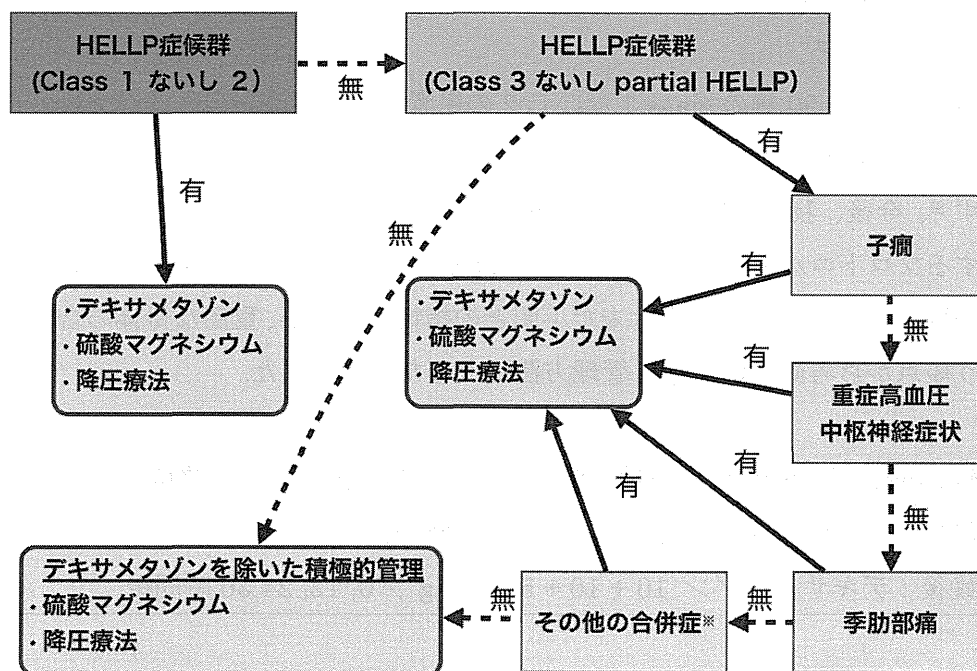 HELLP症候群
(Class 1 ないし 2)
無
HELLP症候群
(Class 3 ないし partial HELLP)
有
有
無
子癇
・デキサメタゾン
・硫酸マグネシウム
・降圧療法
・デキサメタゾン
・硫酸マグネシウム
・降圧療法
有
無
有
重症高血圧
中枢神経症状
有
有
無
デキサメタゾンを除いた積極的管理
・硫酸マグネシウム
・降圧療法
無
その他の合併症※
無
季肋部痛